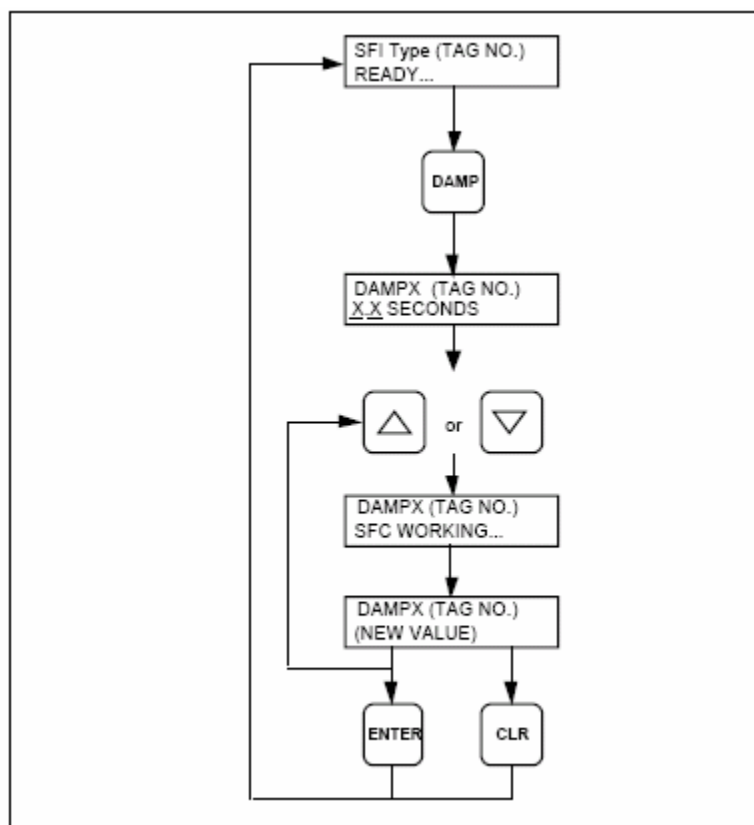 SFI Type (TAG NO.)
READY...
DAMP
DAMPX (TAG NO.)
X.X SECONDS
or
DAMPX (TAG NO.)
SFC WORKING...
DAMPX (TAG NO.)
(NEW VALUE)
ENTER
CLR